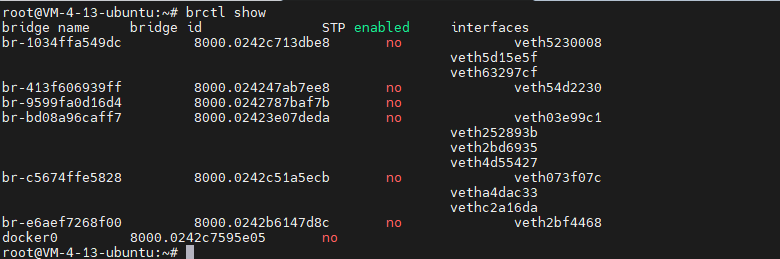 root@VM-4-13-ubuntu:~# brctl show
bridge name     bridge id               STP enabled     interfaces
br-1034ffa549dc         8000.0242c713dbe8       no              veth5230008
                                                        veth5d15e5f
                                                        veth63297cf
br-413f606939ff         8000.024247ab7ee8       no              veth54d2230
br-9599fa0d16d4         8000.0242787baf7b       no
br-bd08a96caff7         8000.02423e07deda       no              veth03e99c1
                                                        veth252893b
                                                        veth2bd6935
                                                        veth4d55427
br-c5674ffe5828         8000.0242c51a5ecb       no              veth073f07c
                                                        vetha4dac33
                                                        vethc2a16da
br-e6aef7268f00         8000.0242b6147d8c       no              veth2bf4468
docker0         8000.0242c7595e05       no
root@VM-4-13-ubuntu:~#